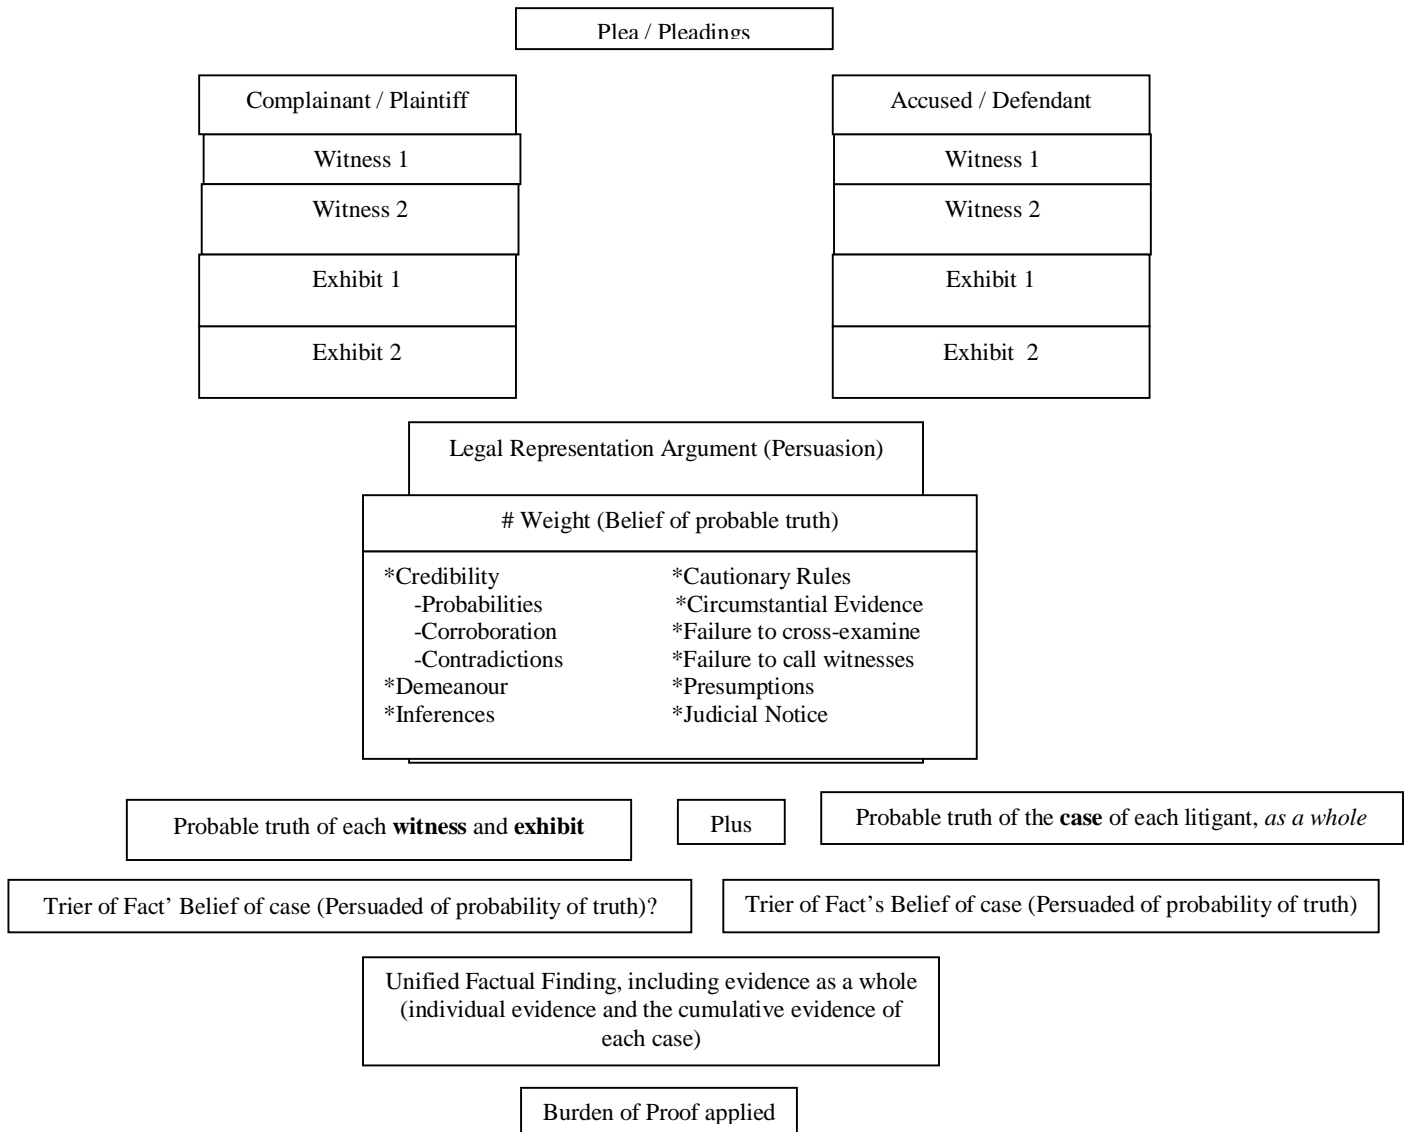 Plea / Pleadings
Complainant / Plaintiff
Witness 1
Witness 2
Exhibit 1
Exhibit 2
Accused / Defendant
Witness 1
Witness 2
Exhibit 1
Exhibit 2
Legal Representation Argument (Persuasion)
# Weight (Belief of probable truth)
*Credibility
-Probabilities
-Corroboration
-Contradictions
*Demeanour
*Inferences
*Cautionary Rules
*Circumstantial Evidence
*Failure to cross-examine
*Failure to call witnesses
*Presumptions
*Judicial Notice
Probable truth of each witness and exhibit
Plus
Probable truth of the case of each litigant, as a whole
Trier of Fact’ Belief of case (Persuaded of probability of truth)?
Trier of Fact’s Belief of case (Persuaded of probability of truth)
Unified Factual Finding, including evidence as a whole
(individual evidence and the cumulative evidence of
each case)
Burden of Proof applied